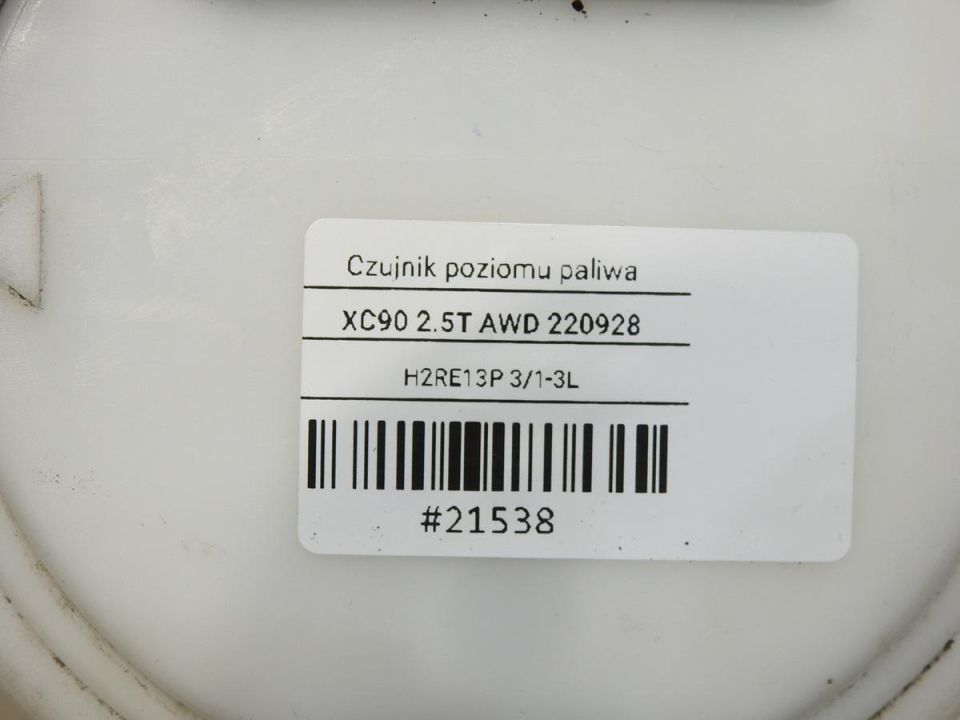 Czujnik poziomu paliwa
XC90 2.5T AWD 220928
H2RE13P 3/1-3L
#21538